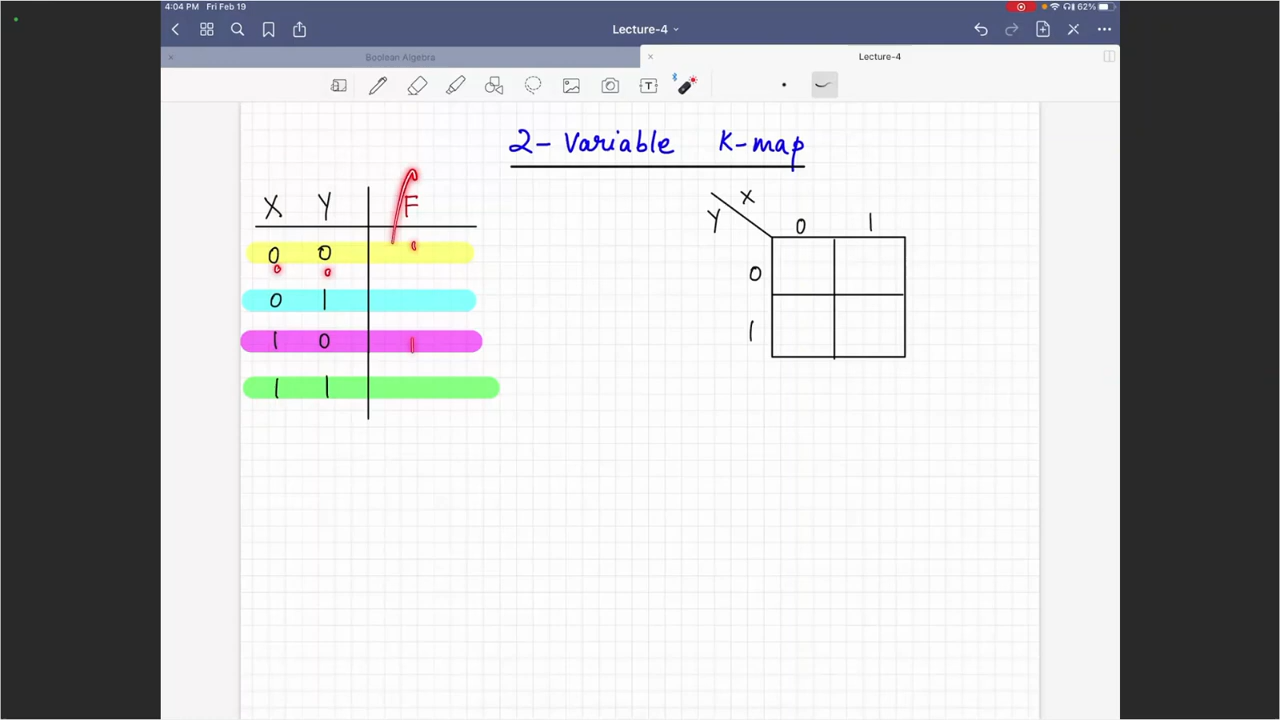 4:04 PM Fri Feb 19
62%
Lecture-4
Boolean Algebra
Lecture-4
T
2- Variable K-map
X Y F
0 0
0 1
1 0 1
1 1
X
Y
0 1
0
1